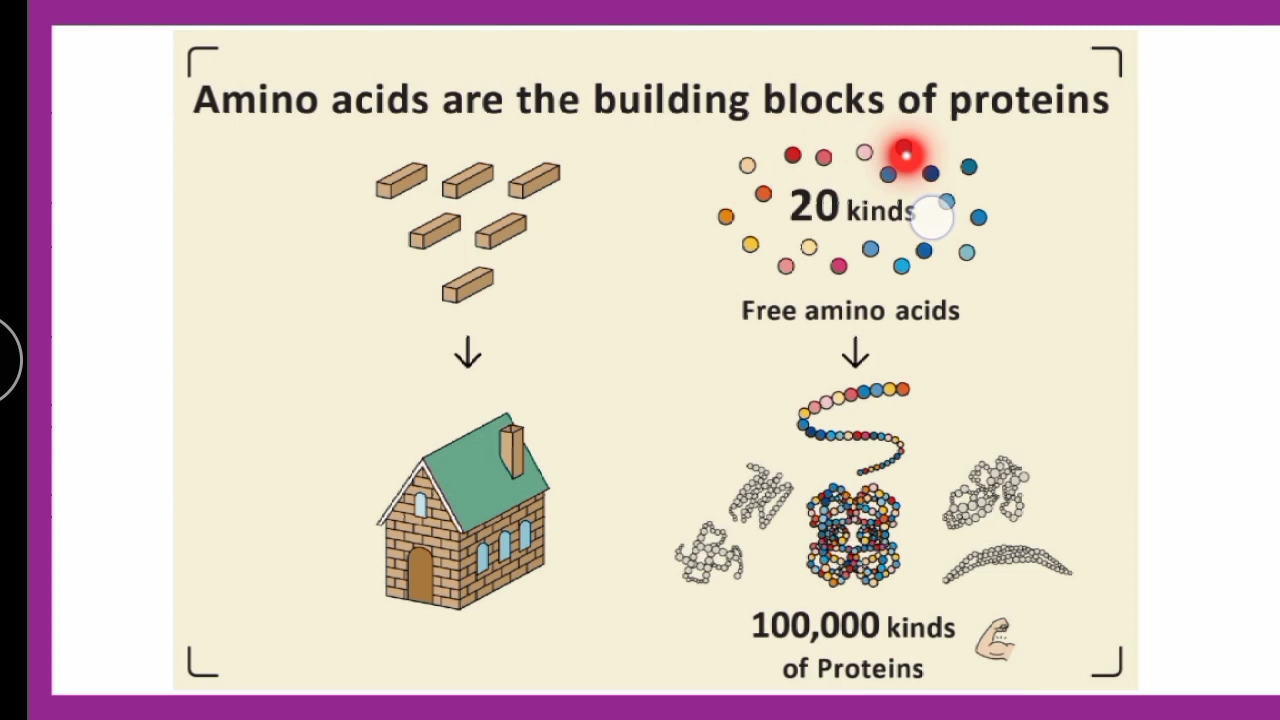 Amino acids are the building blocks of proteins
20 kinds
Free amino acids
100,000 kinds
of Proteins